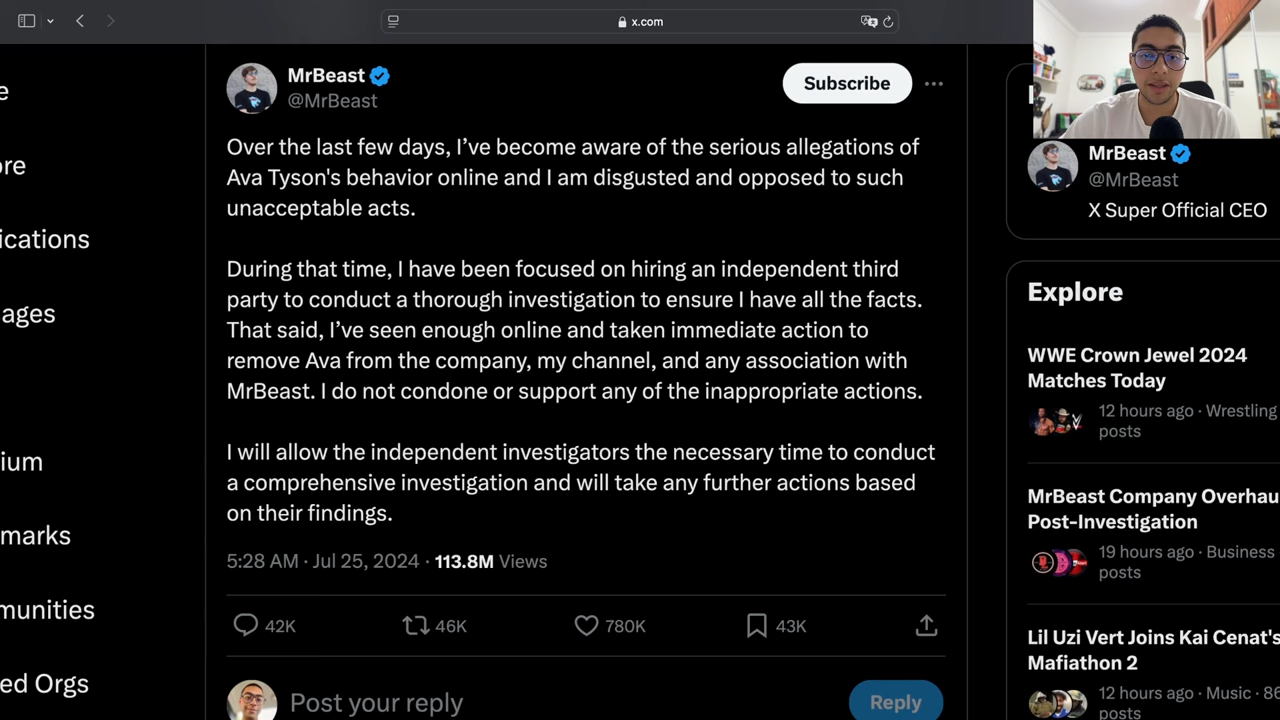 x.com
MrBeast
@MrBeast
Subscribe
Over the last few days, I’ve become aware of the serious allegations of
Ava Tyson's behavior online and I am disgusted and opposed to such
unacceptable acts.
During that time, I have been focused on hiring an independent third
party to conduct a thorough investigation to ensure I have all the facts.
That said, I’ve seen enough online and taken immediate action to
remove Ava from the company, my channel, and any association with
MrBeast. I do not condone or support any of the inappropriate actions.
I will allow the independent investigators the necessary time to conduct
a comprehensive investigation and will take any further actions based
on their findings.
5:28 AM · Jul 25, 2024 · 113.8M Views
42K
46K
780K
43K
Post your reply
Reply
e
ore
ications
ages
ium
marks
munities
ed Orgs
MrBeast
@MrBeast
X Super Official CEO
Explore
WWE Crown Jewel 2024
Matches Today
12 hours ago · Wrestling
posts
MrBeast Company Overhau
Post-Investigation
19 hours ago · Business
posts
Lil Uzi Vert Joins Kai Cenat's
Mafiathon 2
12 hours ago · Music · 86
posts